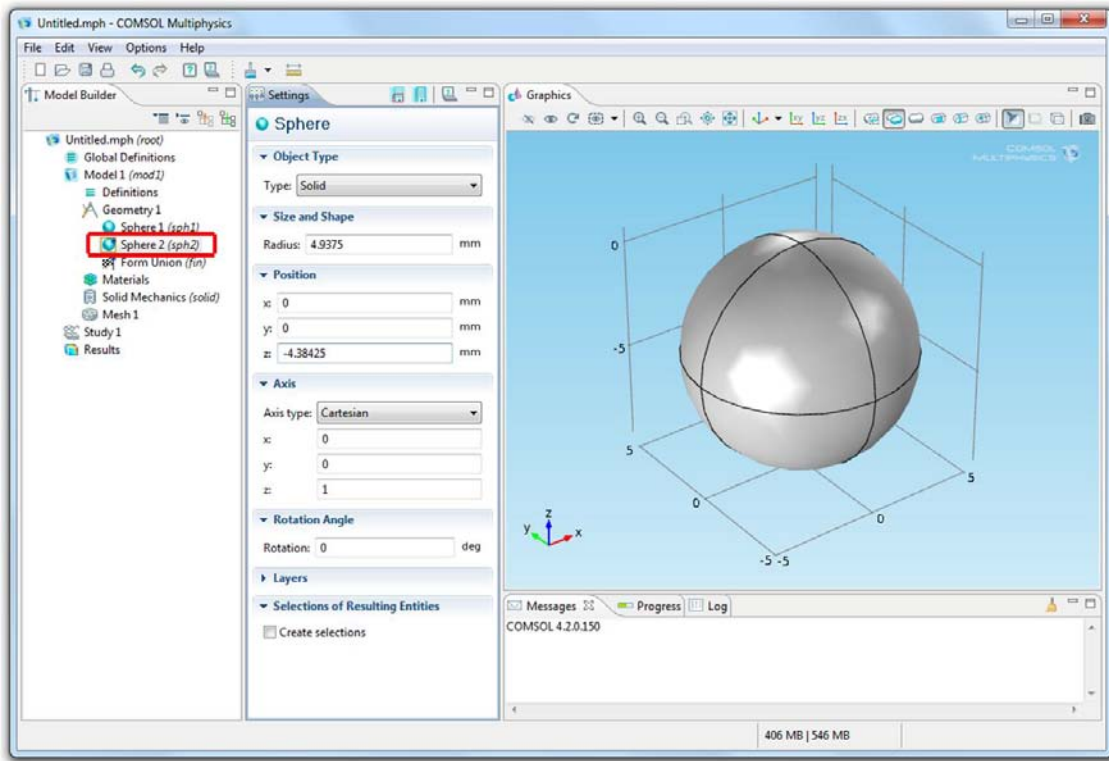 Untitled.mph - COMSOL Multiphysics
File Edit View Options Help
Model Builder
Untitled.mph (root)
Global Definitions
Model 1 (mod1)
Definitions
Geometry 1
Sphere 1 (sph1)
Sphere 2 (sph2)
Form Union (fin)
Materials
Solid Mechanics (solid)
Mesh 1
Study 1
Results
Settings
Sphere
Object Type
Type: Solid
Size and Shape
Radius: 4.9375 mm
Position
x: 0 mm
y: 0 mm
z: -4.38425 mm
Axis
Axis type: Cartesian
x: 0
y: 0
z: 1
Rotation Angle
Rotation: 0 deg
Layers
Selections of Resulting Entities
Create selections
Graphics
xy yz zx
COMSOL
MULTIPHYSICS
0
-5
5
0
-5 -5
0
5
z
y
x
Messages Progress Log
COMSOL 4.2.0.150
406 MB | 546 MB